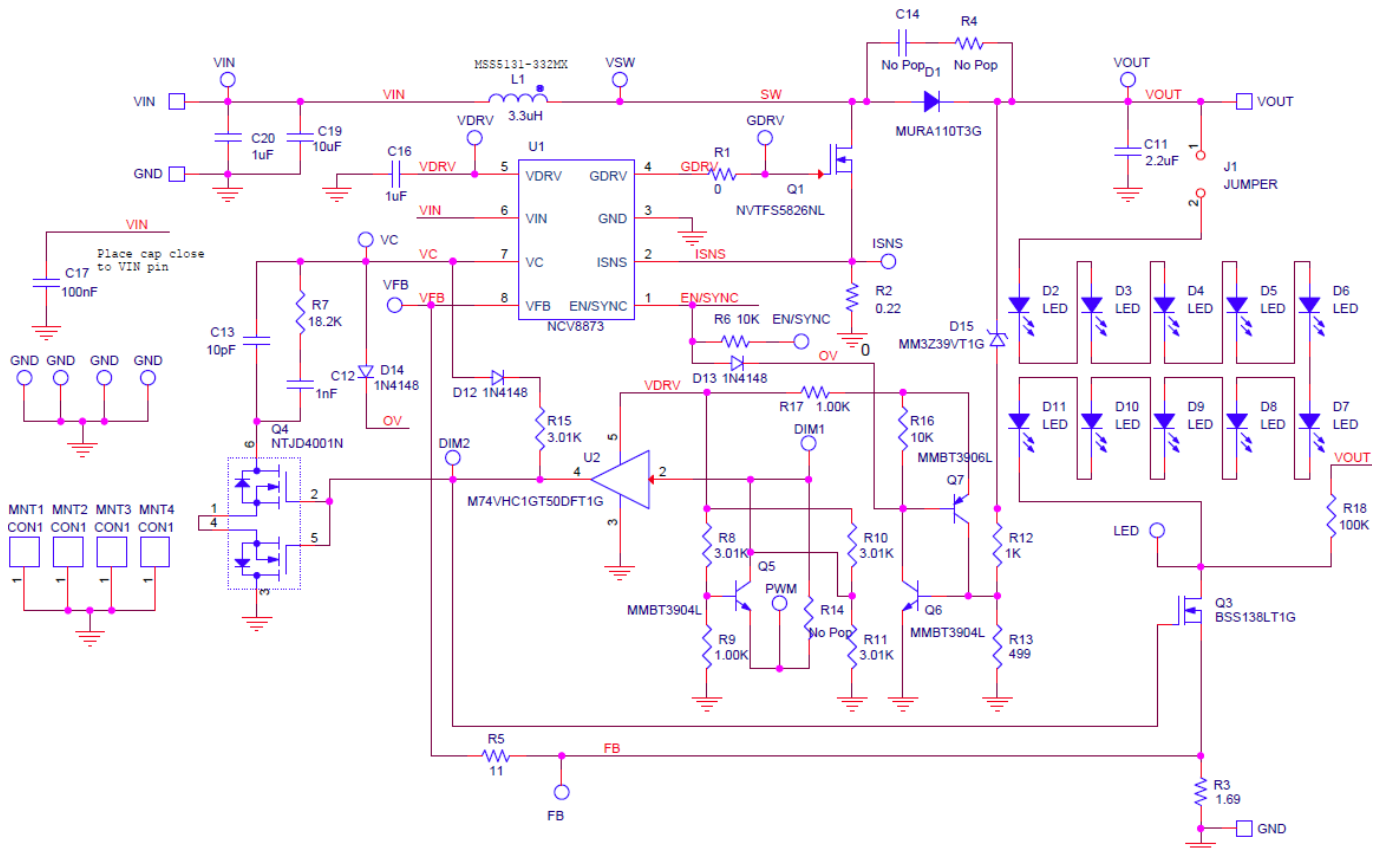 C14
R4
No Pop
No Pop
D1
MURA110T3G
VIN
MSS5131-332MX
L1
3.3uH
VSW
VOUT
VIN
VIN
SW
VOUT
VOUT
C20
1uF
C19
10uF
GND
VDRV
GDRV
C16
1uF
VDRV
U1
5
VDRV
GDRV
4
GDRV
R1
0
Q1
NVTFS5826NL
C11
2.2uF
1
J1
JUMPER
2
VIN
6
VIN
GND
3
VIN
Place cap close
to VIN pin
C17
100nF
VC
VC
7
VC
ISNS
2
ISNS
ISNS
VFB
VFB
8
VFB
EN/SYNC
1
EN/SYNC
NCV8873
R2
0.22
0
R7
18.2K
C13
10pF
C12
1nF
D14
1N4148
OV
R6 10K
EN/SYNC
D13 1N4148
OV
D15
MM3Z39VT1G
D2
LED
D3
LED
D4
LED
D5
LED
D6
LED
GND
GND
GND
GND
D12 1N4148
R15
3.01K
VDRV
R17
1.00K
R16
10K
DIM1
MMBT3906L
Q7
D11
LED
D10
LED
D9
LED
D8
LED
D7
LED
Q4
NTJD4001N
6
2
1
4
5
3
DIM2
U2
5
4
2
3
M74VHC1GT50DFT1G
VOUT
R18
100K
LED
MNT1
CON1
1
MNT2
CON1
1
MNT3
CON1
1
MNT4
CON1
1
R8
3.01K
R10
3.01K
R12
1K
Q5
MMBT3904L
PWM
R14
No Pop
Q6
MMBT3904L
Q3
BSS138LT1G
R9
1.00K
R11
3.01K
R13
499
R5
11
FB
FB
R3
1.69
GND